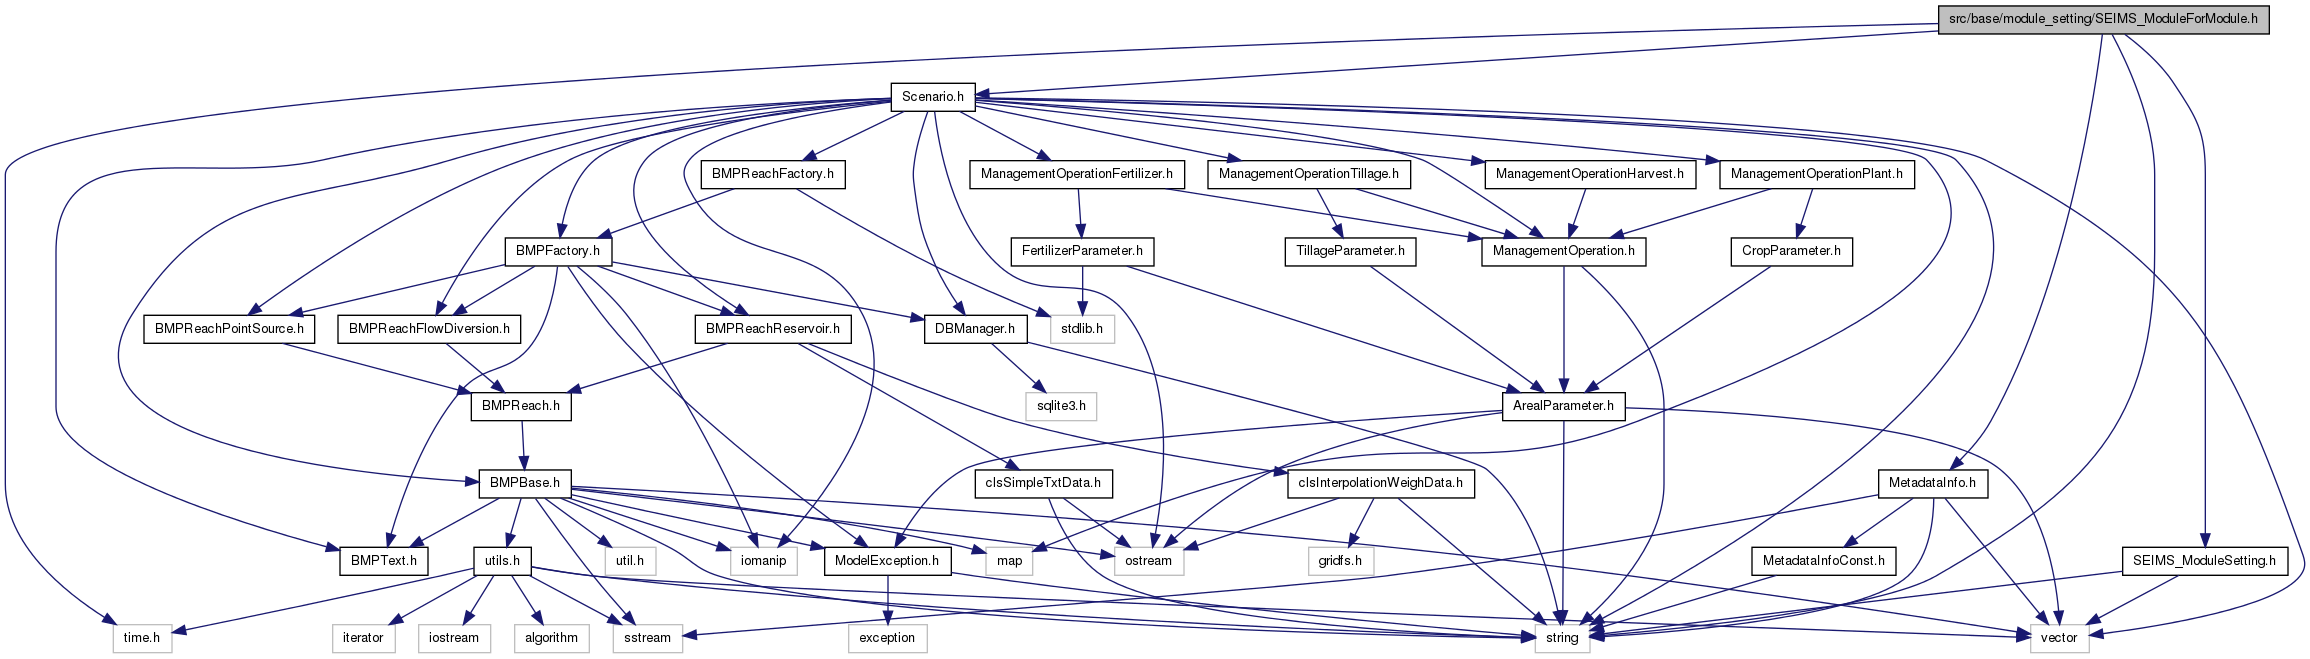 src/base/module_setting/SEIMS_ModuleForModule.h
Scenario.h
BMPReachFactory.h
ManagementOperationFertilizer.h
ManagementOperationTillage.h
ManagementOperationHarvest.h
ManagementOperationPlant.h
BMPFactory.h
FertilizerParameter.h
TillageParameter.h
ManagementOperation.h
CropParameter.h
BMPReachPointSource.h
BMPReachFlowDiversion.h
BMPReachReservoir.h
DBManager.h
stdlib.h
BMPReach.h
sqlite3.h
ArealParameter.h
BMPBase.h
clsSimpleTxtData.h
clsInterpolationWeighData.h
MetadataInfo.h
BMPText.h
utils.h
util.h
iomanip
ModelException.h
map
ostream
gridfs.h
MetadataInfoConst.h
SEIMS_ModuleSetting.h
time.h
iterator
iostream
algorithm
sstream
exception
string
vector